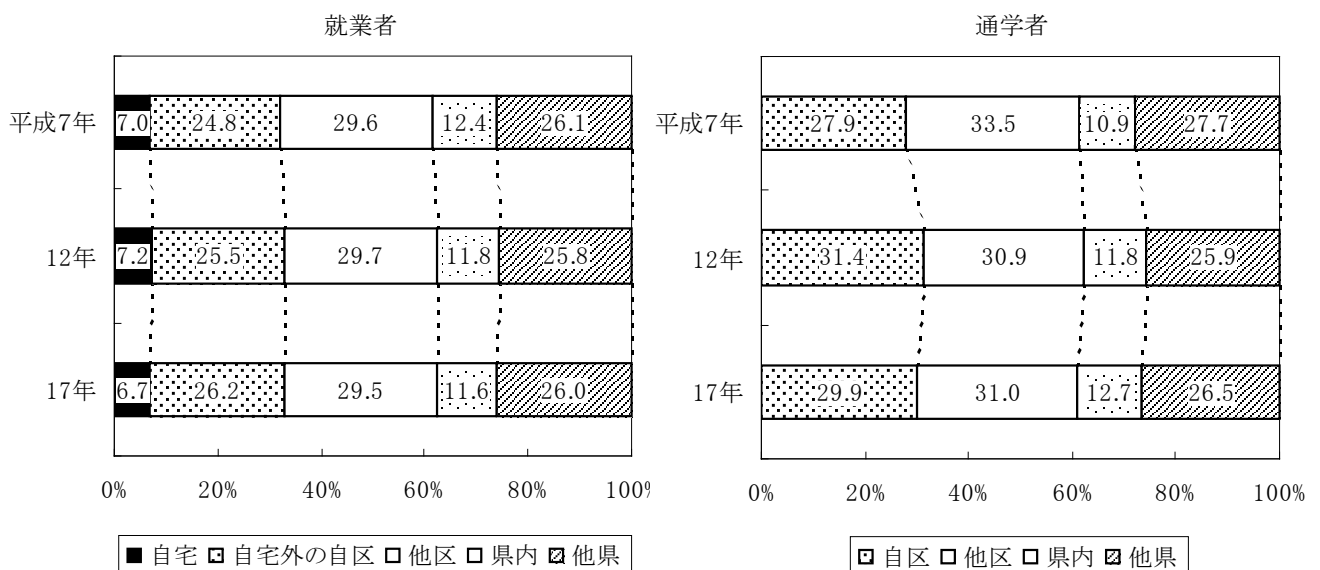 就業者
平成7年 7.0 24.8 29.6 12.4 26.1
12年 7.2 25.5 29.7 11.8 25.8
17年 6.7 26.2 29.5 11.6 26.0
0% 20% 40% 60% 80% 100%
自宅 自宅外の自区 他区 県内 他県
通学者
平成7年 27.9 33.5 10.9 27.7
12年 31.4 30.9 11.8 25.9
17年 29.9 31.0 12.7 26.5
0% 20% 40% 60% 80% 100%
自区 他区 県内 他県